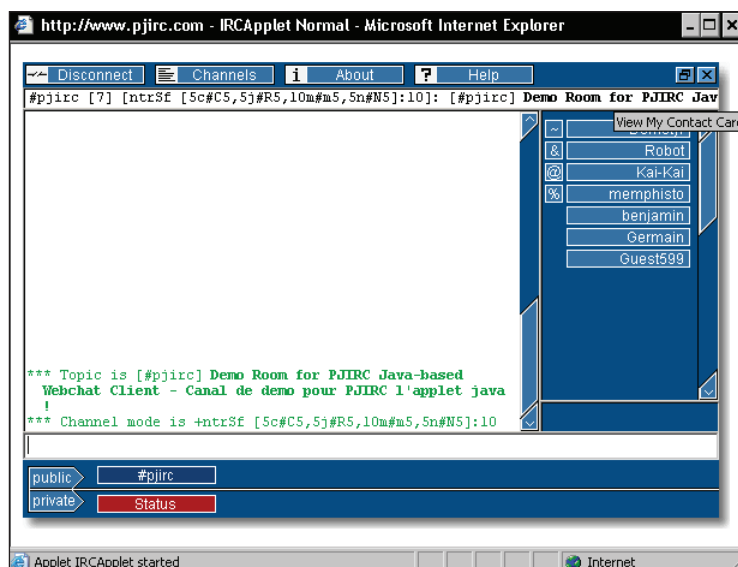 http://www.pjirc.com - IRCApplet Normal - Microsoft Internet Explorer
Disconnect Channels i About ? Help
#pjirc [7] [ntrSf [5c#C5,5j#R5,10m#m5,5n#N5]:10]: [#pjirc] Demo Room for PJIRC Jav
View My Contact Car
~
& Robot
@ Kai-Kai
% memphisto
benjamin
Germain
Guest599
*** Topic is [#pjirc] Demo Room for PJIRC Java-based
Webchat Client - Canal de demo pour PJIRC l'applet java
!
*** Channel mode is +ntrSf [5c#C5,5j#R5,10m#m5,5n#N5]:10
public #pjirc
private Status
Applet IRCApplet started Internet